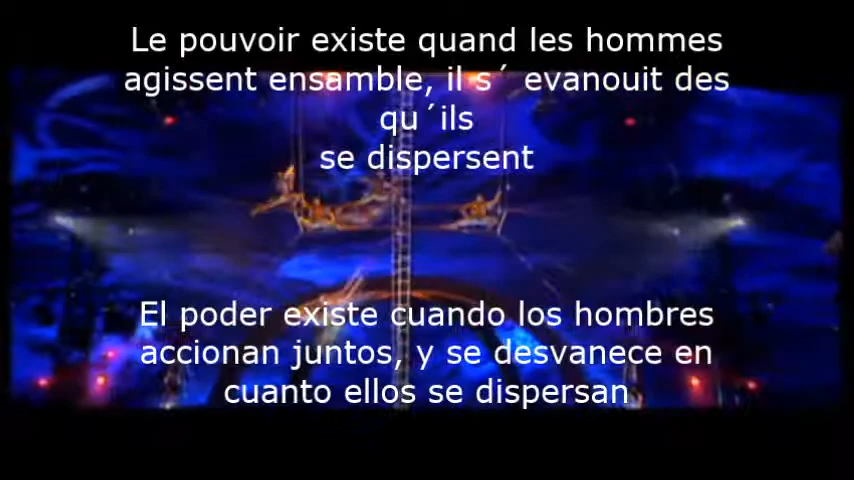 Le pouvoir existe quand les hommes
agissent ensamble, il s´ evanouit des
qu´ils
se dispersent
El poder existe cuando los hombres
accionan juntos, y se desvanece en
cuanto ellos se dispersan